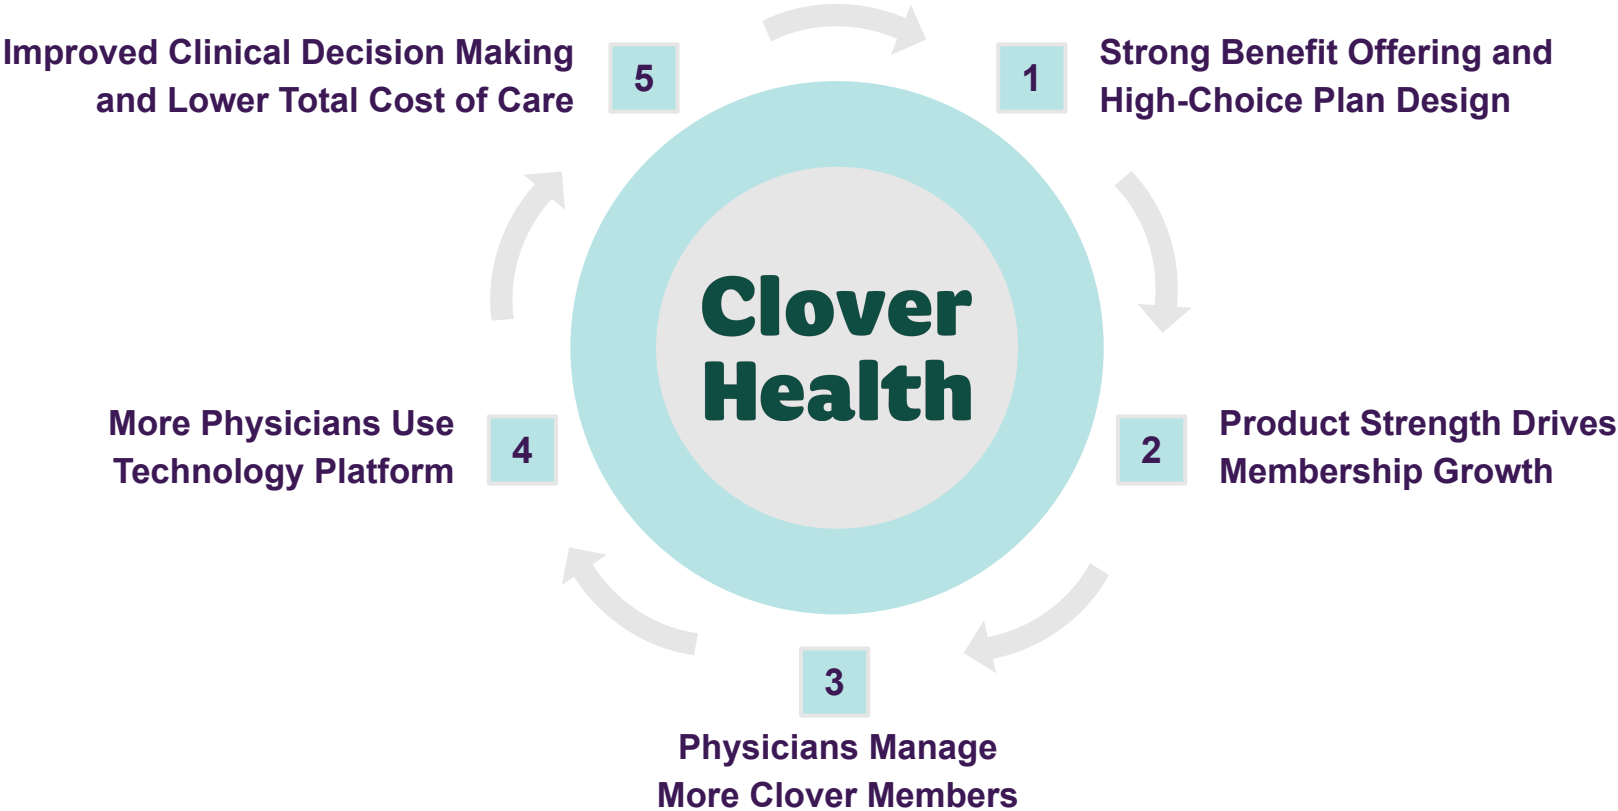 1
Strong Benefit Offering and
High-Choice Plan Design
2
Product Strength Drives
Membership Growth
3
Physicians Manage
More Clover Members
4
More Physicians Use
Technology Platform
5
Improved Clinical Decision Making
and Lower Total Cost of Care
Clover
Health